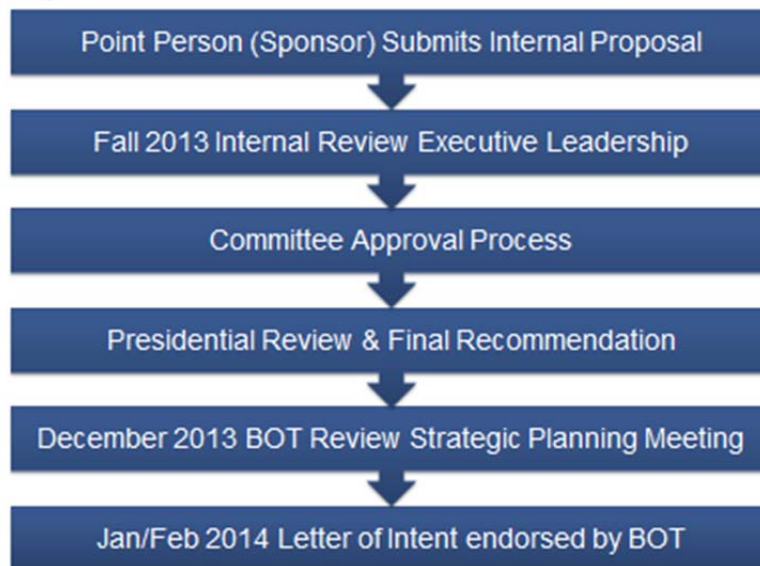 Point Person (Sponsor) Submits Internal Proposal
Fall 2013 Internal Review Executive Leadership
Committee Approval Process
Presidential Review & Final Recommendation
December 2013 BOT Review Strategic Planning Meeting
Jan/Feb 2014 Letter of Intent endorsed by BOT